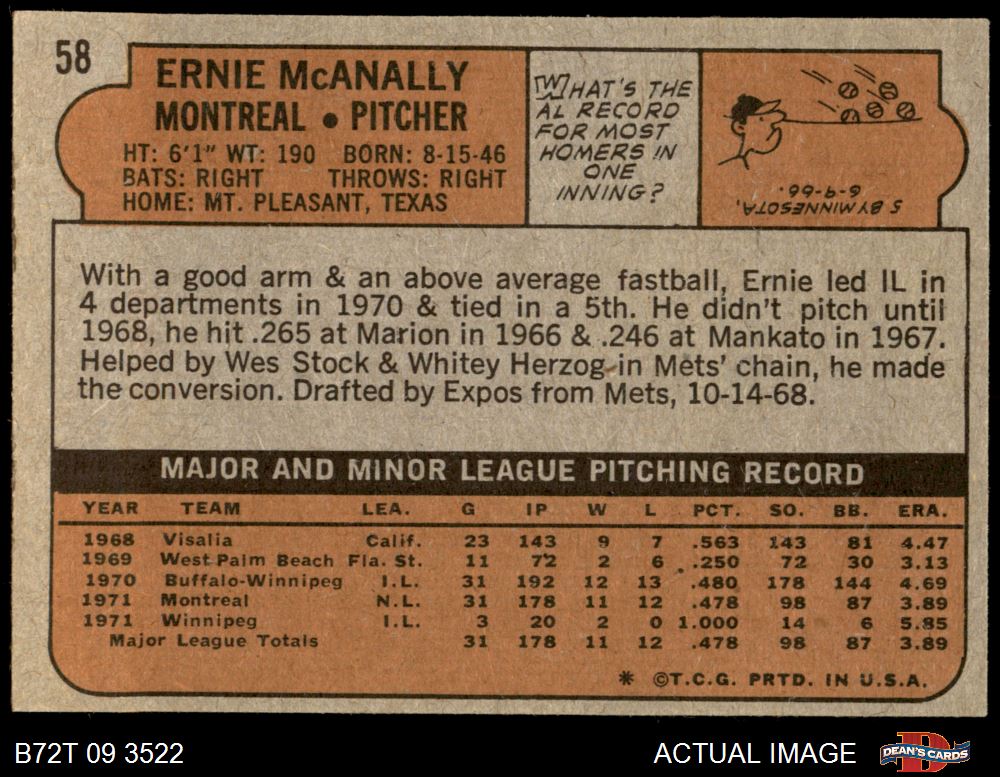 58
ERNIE McANALLY
MONTREAL • PITCHER
HT: 6'1" WT: 190 BORN: 8-15-46
BATS: RIGHT THROWS: RIGHT
HOME: MT. PLEASANT, TEXAS
WHAT'S THE
AL RECORD
FOR MOST
HOMERS IN
ONE
INNING?
5 BY MINNESOTA,
6-9-66.
With a good arm & an above average fastball, Ernie led IL in
4 departments in 1970 & tied in a 5th. He didn't pitch until
1968, he hit .265 at Marion in 1966 & .246 at Mankato in 1967.
Helped by Wes Stock & Whitey Herzog in Mets' chain, he made
the conversion. Drafted by Expos from Mets, 10-14-68.
MAJOR AND MINOR LEAGUE PITCHING RECORD
YEAR TEAM LEA. G IP W L PCT. SO. BB. ERA.
1968 Visalia Calif. 23 143 9 7 .563 143 81 4.47
1969 West Palm Beach Fla. St. 11 72 2 6 .250 72 30 3.13
1970 Buffalo-Winnipeg I.L. 31 192 12 13 .480 178 144 4.69
1971 Montreal N.L. 31 178 11 12 .478 98 87 3.89
1971 Winnipeg I.L. 3 20 2 0 1.000 14 6 5.85
Major League Totals 31 178 11 12 .478 98 87 3.89
* ©T.C.G. PRTD. IN U.S.A.
B72T 09 3522 ACTUAL IMAGE DEAN'S CARDS